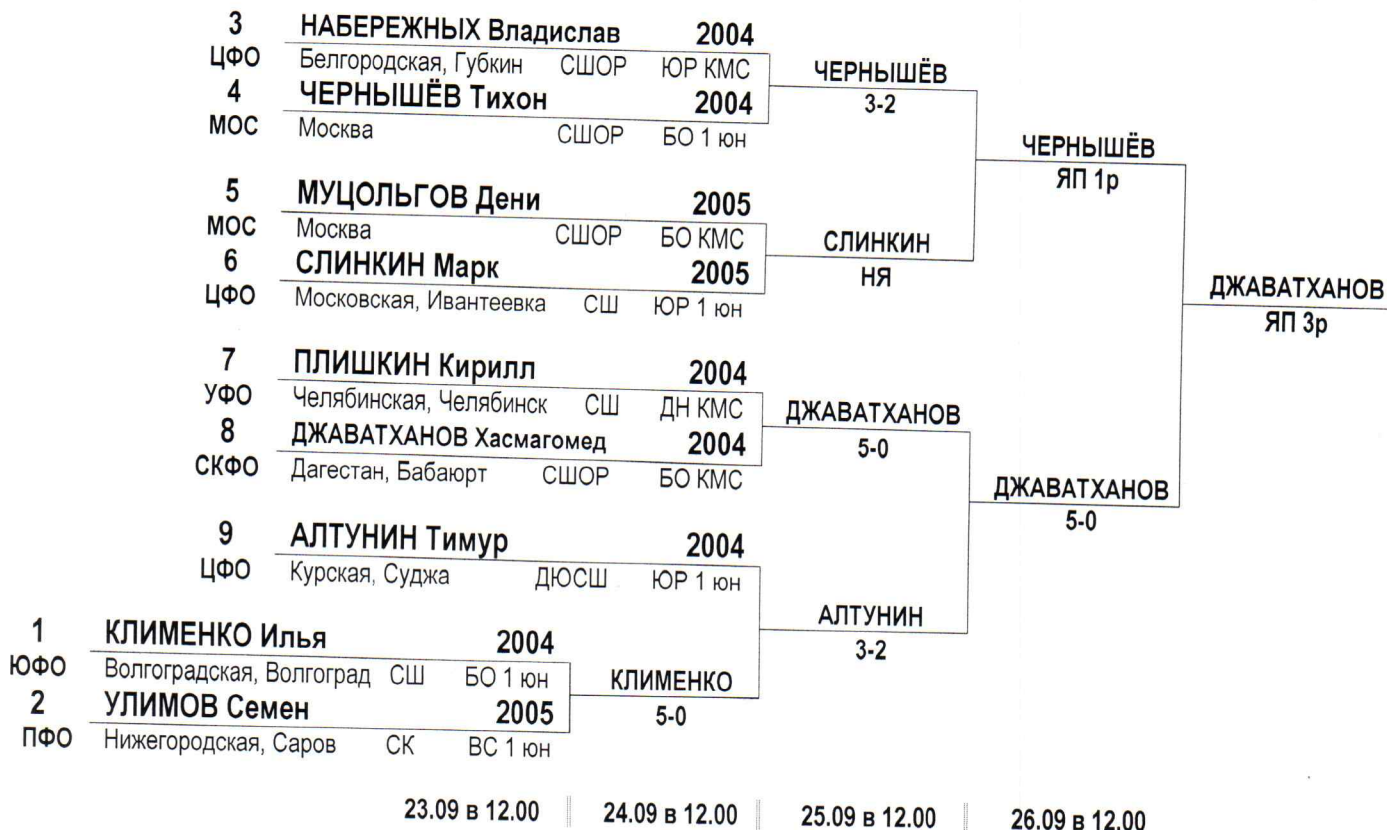 3 НАБЕРЕЖНЫХ Владислав 2004
ЦФО Белгородская, Губкин СШОР ЮР КМС
4 ЧЕРНЫШЁВ Тихон 2004
МОС Москва СШОР БО 1 юн
ЧЕРНЫШЁВ
3-2
5 МУЦОЛЬГОВ Дени 2005
МОС Москва СШОР БО КМС
6 СЛИНКИН Марк 2005
ЦФО Московская, Ивантеевка СШ ЮР 1 юн
СЛИНКИН
НЯ
ЧЕРНЫШЁВ
ЯП 1р
7 ПЛИШКИН Кирилл 2004
УФО Челябинская, Челябинск СШ ДН КМС
8 ДЖАВАТХАНОВ Хасмагомед 2004
СКФО Дагестан, Бабаюрт СШОР БО КМС
ДЖАВАТХАНОВ
5-0
9 АЛТУНИН Тимур 2004
ЦФО Курская, Суджа ДЮСШ ЮР 1 юн
1 КЛИМЕНКО Илья 2004
ЮФО Волгоградская, Волгоград СШ БО 1 юн
2 УЛИМОВ Семен 2005
ПФО Нижегородская, Саров СК ВС 1 юн
КЛИМЕНКО
5-0
АЛТУНИН
3-2
ДЖАВАТХАНОВ
5-0
ДЖАВАТХАНОВ
ЯП 3р
23.09 в 12.00 24.09 в 12.00 25.09 в 12.00 26.09 в 12.00